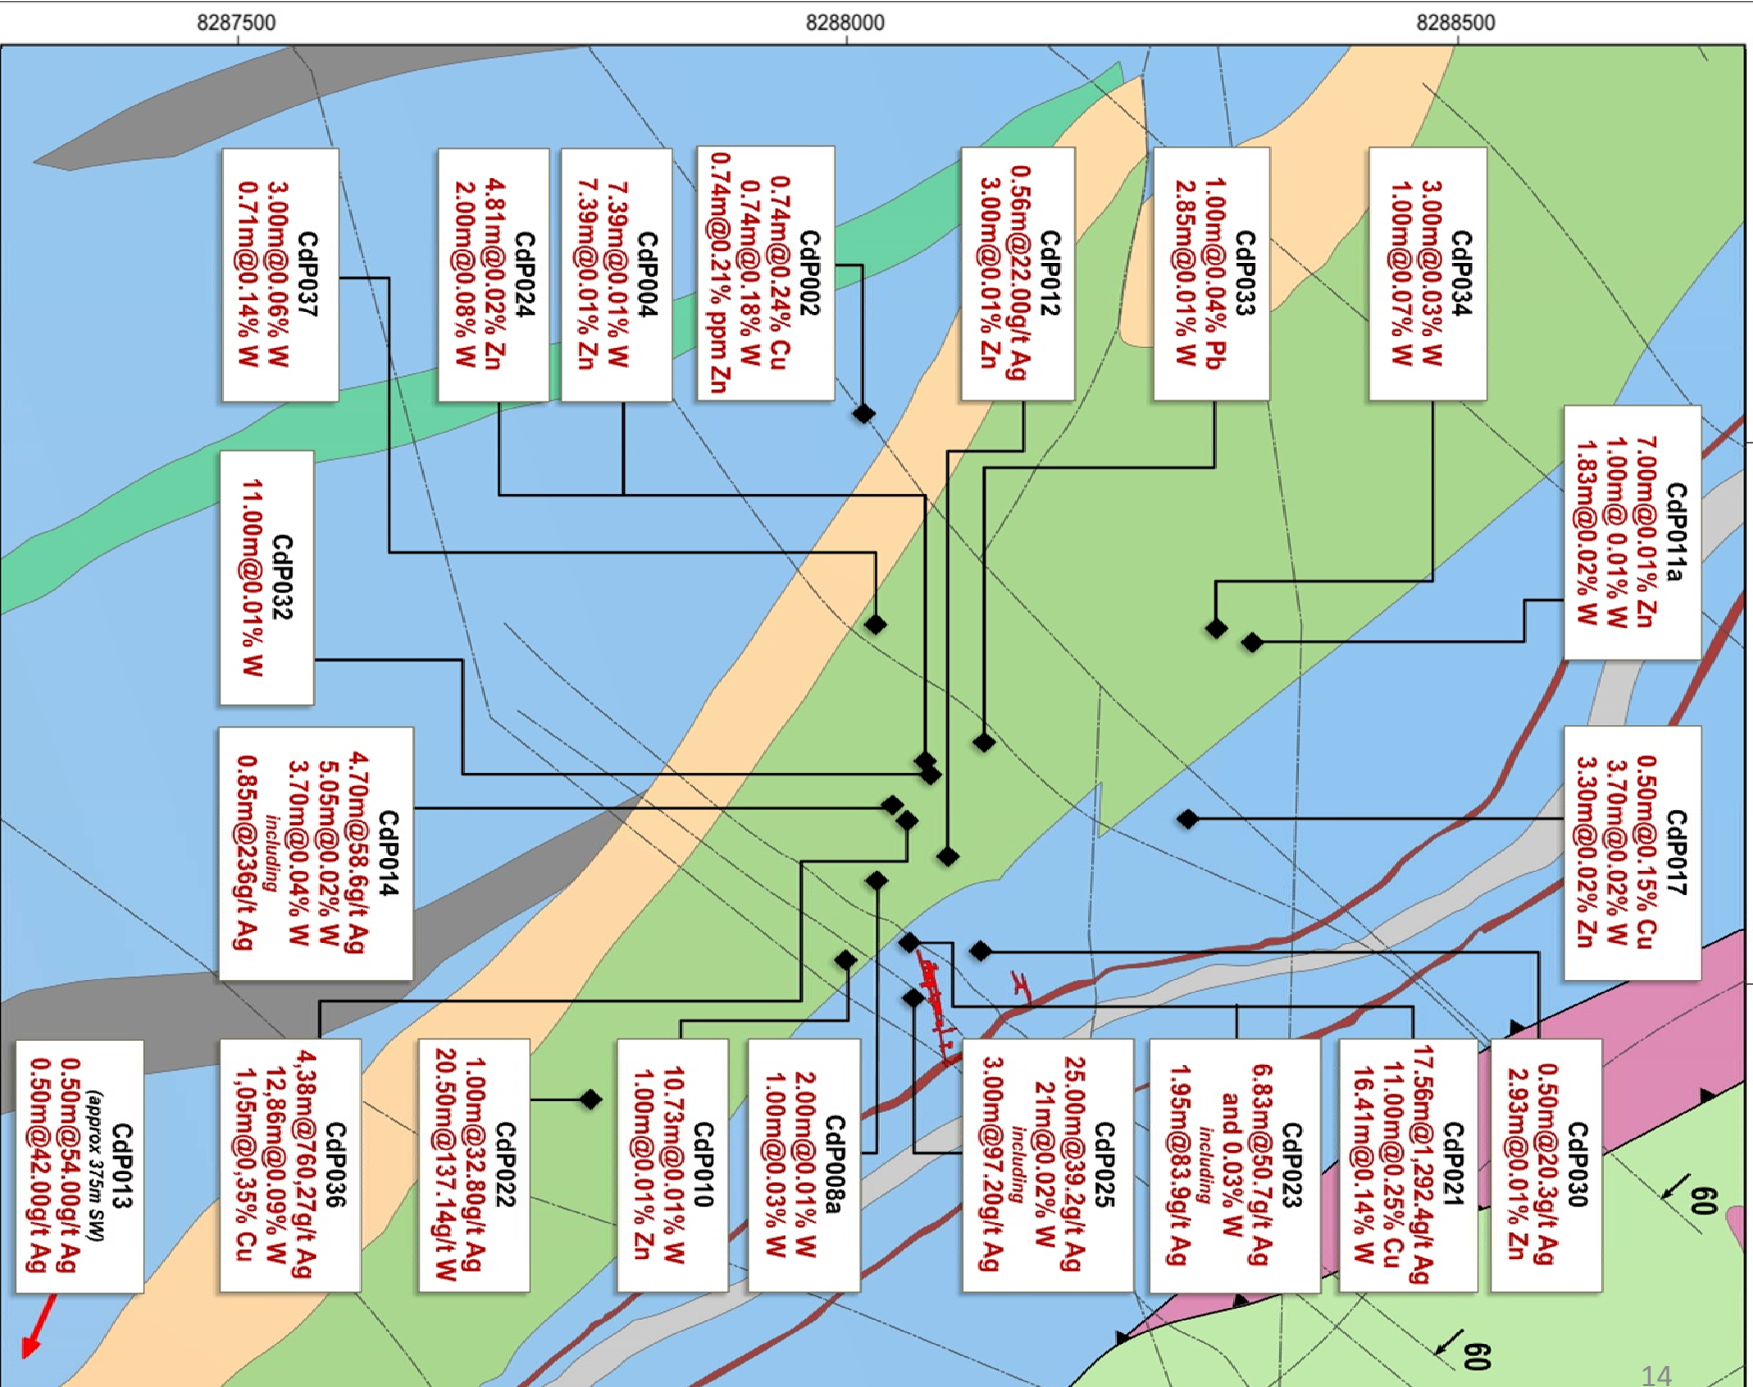 8287500
8288000
8288500
CdP037
3.00m@0.06% W
0.71m@0.14% W
CdP024
4.81m@0.02% Zn
2.00m@0.08% W
CdP004
7.39m@0.01% W
7.39m@0.01% Zn
CdP002
0.74m@0.24% Cu
0.74m@0.18% W
0.74m@0.21% ppm Zn
CdP012
0.56m@22.00g/t Ag
3.00m@0.01% Zn
CdP033
1.00m@0.04% Pb
2.85m@0.01% W
CdP034
3.00m@0.03% W
1.00m@0.07% W
CdP011a
7.00m@0.01% Zn
1.00m@ 0.01% W
1.83m@0.02% W
CdP032
11.00m@0.01% W
CdP014
4.70m@58.6g/t Ag
5.05m@0.02% W
3.70m@0.04% W
including
0.85m@236g/t Ag
CdP017
0.50m@0.15% Cu
3.70m@0.02% W
3.30m@0.02% Zn
CdP013
(approx 375m SW)
0.50m@54.00g/t Ag
0.50m@42.00g/t Ag
CdP036
4,38m@760,27g/t Ag
12,86m@0.09% W
1,05m@0,35% Cu
CdP022
1.00m@32.80g/t Ag
20.50m@137.14g/t W
CdP010
10.73m@0.01% W
1.00m@0.01% Zn
CdP008a
2.00m@0.01% W
1.00m@0.03% W
CdP025
25.00m@39.2g/t Ag
21m@0.02% W
including
3.00m@97.20g/t Ag
CdP023
6.83m@50.7g/t Ag
and 0.03% W
including
1.95m@83.9g/t Ag
CdP021
17.56m@1,292.4g/t Ag
11.00m@0.25% Cu
16.41m@0.14% W
CdP030
0.50m@20.3g/t Ag
2.93m@0.01% Zn
60
60
14